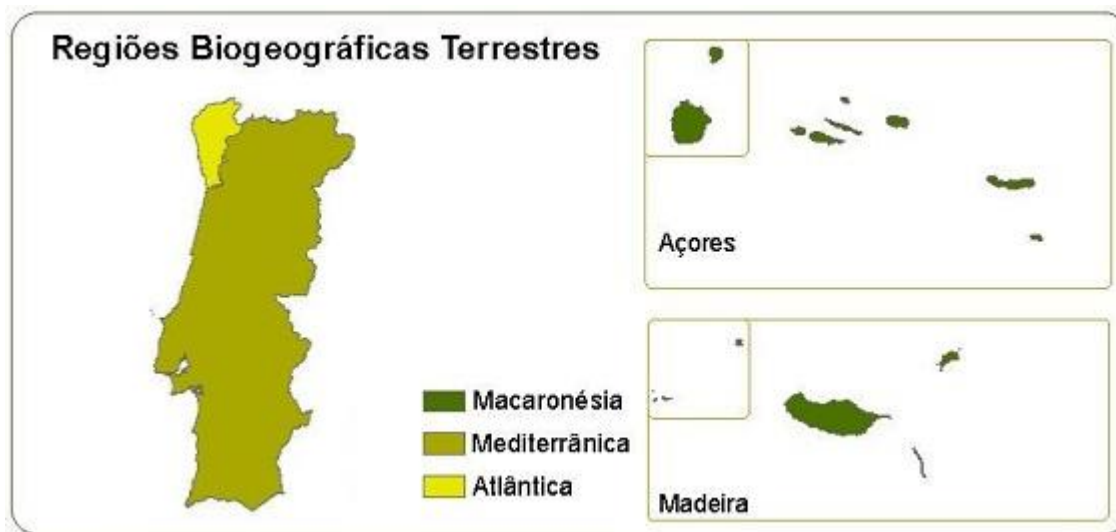 Regiões Biogeográficas Terrestres
Açores
Macaronésia
Mediterrânica
Atlântica
Madeira